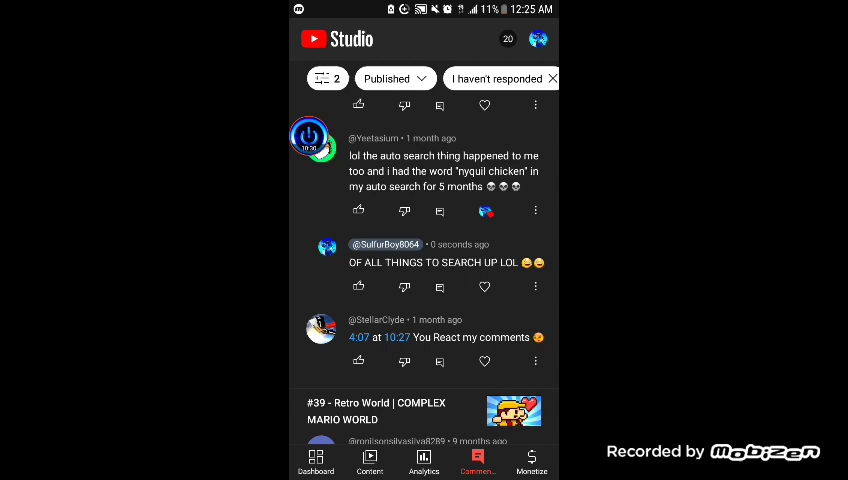 11% 12:25 AM
Studio
20
2
Published
I haven't responded
@Yeetasium • 1 month ago
lol the auto search thing happened to me
too and i had the word "nyquil chicken" in
my auto search for 5 months 💀 💀 💀
10:30
@SulfurBoy8064 • 0 seconds ago
OF ALL THINGS TO SEARCH UP LOL 😂😂
@StellarClyde • 1 month ago
4:07 at 10:27 You React my comments 🥰
#39 - Retro World | COMPLEX
MARIO WORLD
@ronilsonsilvasilva8289 • 9 months ago
Dashboard
Content
Analytics
Commen...
Monetize
Recorded by mobizen